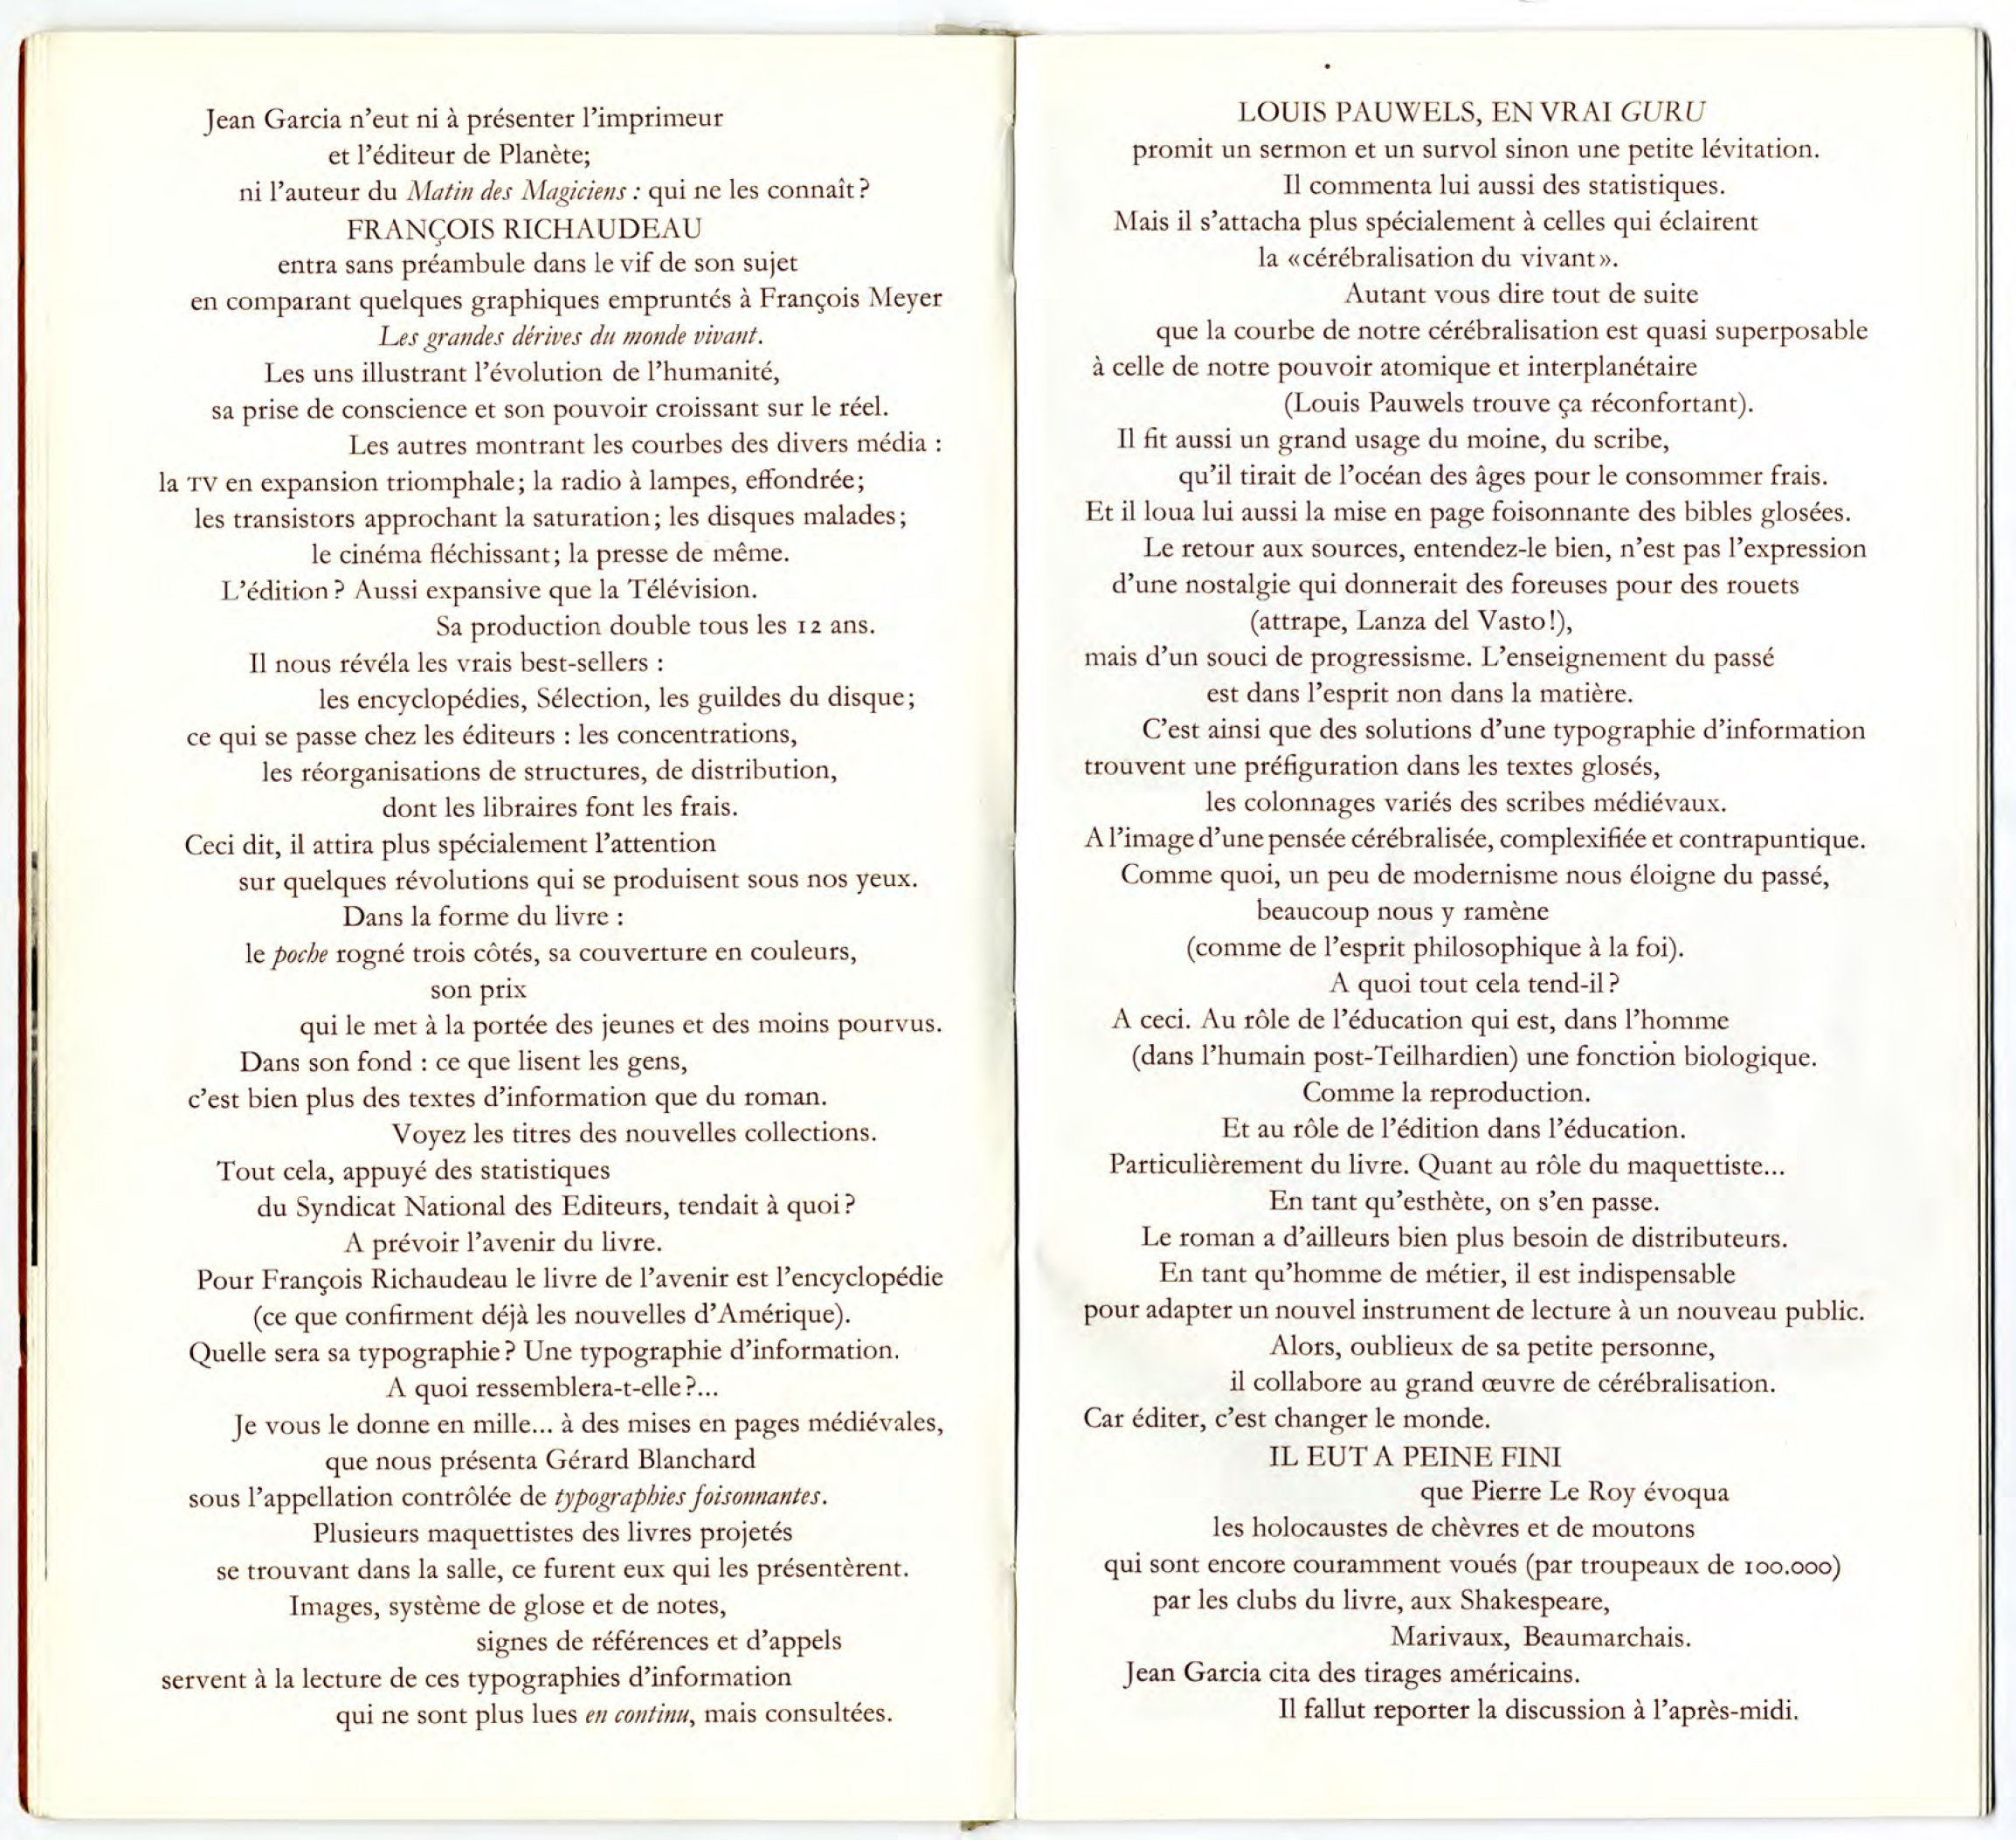 Jean Garcia n'eut ni à présenter l'imprimeur
et l'éditeur de Planète;
ni l'auteur du Matin des Magiciens : qui ne les connaît ?
FRANÇOIS RICHAUDEAU
entra sans préambule dans le vif de son sujet
en comparant quelques graphiques empruntés à François Meyer
Les grandes dérives du monde vivant.
Les uns illustrant l'évolution de l'humanité,
sa prise de conscience et son pouvoir croissant sur le réel.
Les autres montrant les courbes des divers média :
la TV en expansion triomphale; la radio à lampes, effondrée;
les transistors approchant la saturation; les disques malades;
le cinéma fléchissant; la presse de même.
L'édition ? Aussi expansive que la Télévision.
Sa production double tous les 12 ans.
Il nous révéla les vrais best-sellers :
les encyclopédies, Sélection, les guildes du disque;
ce qui se passe chez les éditeurs : les concentrations,
les réorganisations de structures, de distribution,
dont les libraires font les frais.
Ceci dit, il attira plus spécialement l'attention
sur quelques révolutions qui se produisent sous nos yeux.
Dans la forme du livre :
le poche rogné trois côtés, sa couverture en couleurs,
son prix
qui le met à la portée des jeunes et des moins pourvus.
Dans son fond : ce que lisent les gens,
c'est bien plus des textes d'information que du roman.
Voyez les titres des nouvelles collections.
Tout cela, appuyé des statistiques
du Syndicat National des Editeurs, tendait à quoi ?
A prévoir l'avenir du livre.
Pour François Richaudeau le livre de l'avenir est l'encyclopédie
(ce que confirment déjà les nouvelles d'Amérique).
Quelle sera sa typographie ? Une typographie d'information.
A quoi ressemblera-t-elle ?...
Je vous le donne en mille... à des mises en pages médiévales,
que nous présenta Gérard Blanchard
sous l'appellation contrôlée de typographies foisonnantes.
Plusieurs maquettistes des livres projetés
se trouvant dans la salle, ce furent eux qui les présentèrent.
Images, système de glose et de notes,
signes de références et d'appels
servent à la lecture de ces typographies d'information
qui ne sont plus lues en continu, mais consultées.
LOUIS PAUWELS, EN VRAI GURU
promit un sermon et un survol sinon une petite lévitation.
Il commenta lui aussi des statistiques.
Mais il s'attacha plus spécialement à celles qui éclairent
la «cérébralisation du vivant».
Autant vous dire tout de suite
que la courbe de notre cérébralisation est quasi superposable
à celle de notre pouvoir atomique et interplanétaire
(Louis Pauwels trouve ça réconfortant).
Il fit aussi un grand usage du moine, du scribe,
qu'il tirait de l'océan des âges pour le consommer frais.
Et il loua lui aussi la mise en page foisonnante des bibles glosées.
Le retour aux sources, entendez-le bien, n'est pas l'expression
d'une nostalgie qui donnerait des foreuses pour des rouets
(attrape, Lanza del Vasto!),
mais d'un souci de progressisme. L'enseignement du passé
est dans l'esprit non dans la matière.
C'est ainsi que des solutions d'une typographie d'information
trouvent une préfiguration dans les textes glosés,
les colonnages variés des scribes médiévaux.
A l'image d'une pensée cérébralisée, complexifiée et contrapuntique.
Comme quoi, un peu de modernisme nous éloigne du passé,
beaucoup nous y ramène
(comme de l'esprit philosophique à la foi).
A quoi tout cela tend-il ?
A ceci. Au rôle de l'éducation qui est, dans l'homme
(dans l'humain post-Teilhardien) une fonction biologique.
Comme la reproduction.
Et au rôle de l'édition dans l'éducation.
Particulièrement du livre. Quant au rôle du maquettiste...
En tant qu'esthète, on s'en passe.
Le roman a d'ailleurs bien plus besoin de distributeurs.
En tant qu'homme de métier, il est indispensable
pour adapter un nouvel instrument de lecture à un nouveau public.
Alors, oublieux de sa petite personne,
il collabore au grand œuvre de cérébralisation.
Car éditer, c'est changer le monde.
IL EUT A PEINE FINI
que Pierre Le Roy évoqua
les holocaustes de chèvres et de moutons
qui sont encore couramment voués (par troupeaux de 100.000)
par les clubs du livre, aux Shakespeare,
Marivaux, Beaumarchais.
Jean Garcia cita des tirages américains.
Il fallut reporter la discussion à l'après-midi.